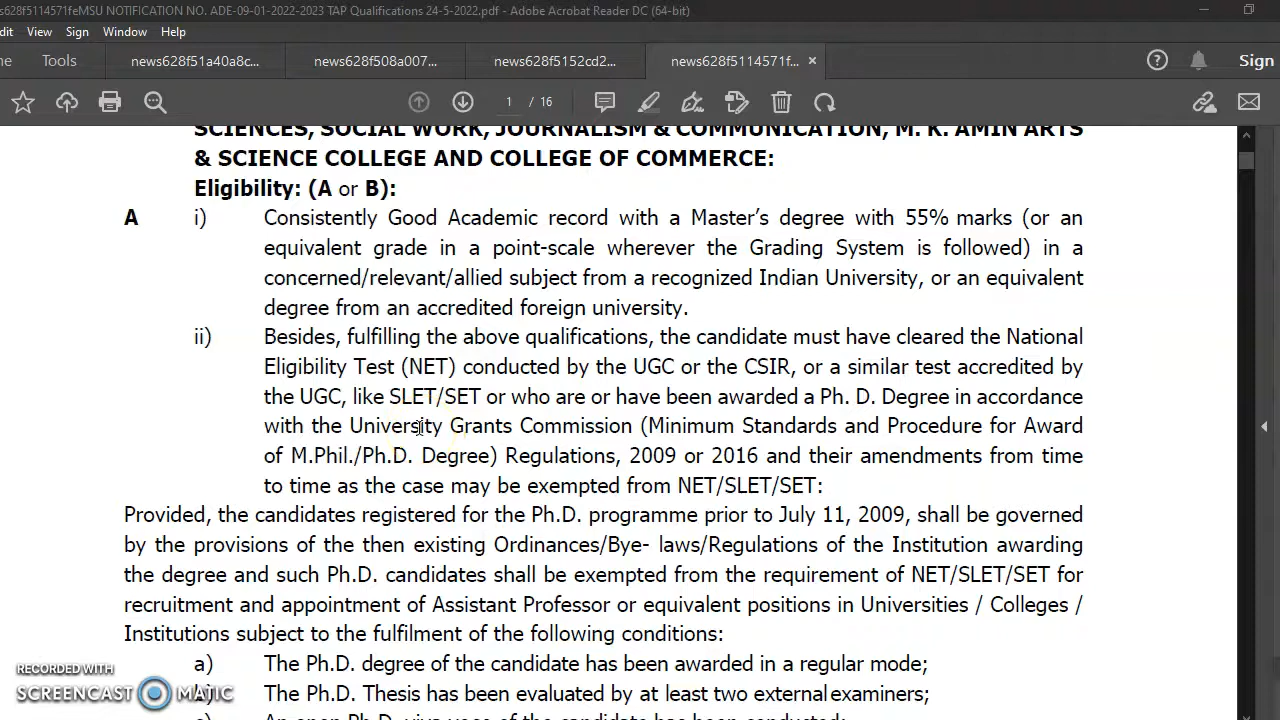 s628f5114571feMSU NOTIFICATION NO. ADE-09-01-2022-2023 TAP Qualifications 24-5-2022.pdf - Adobe Acrobat Reader DC (64-bit)
dit View Sign Window Help
ne Tools news628f51a40a8c... news628f508a007... news628f5152cd2... news628f5114571f... × Sign
1 / 16
SCIENCES, SOCIAL WORK, JOURNALISM & COMMUNICATION, M. K. AMIN ARTS
& SCIENCE COLLEGE AND COLLEGE OF COMMERCE:
Eligibility: (A or B):
A i) Consistently Good Academic record with a Master's degree with 55% marks (or an
equivalent grade in a point-scale wherever the Grading System is followed) in a
concerned/relevant/allied subject from a recognized Indian University, or an equivalent
degree from an accredited foreign university.
ii) Besides, fulfilling the above qualifications, the candidate must have cleared the National
Eligibility Test (NET) conducted by the UGC or the CSIR, or a similar test accredited by
the UGC, like SLET/SET or who are or have been awarded a Ph. D. Degree in accordance
with the University Grants Commission (Minimum Standards and Procedure for Award
of M.Phil./Ph.D. Degree) Regulations, 2009 or 2016 and their amendments from time
to time as the case may be exempted from NET/SLET/SET:
Provided, the candidates registered for the Ph.D. programme prior to July 11, 2009, shall be governed
by the provisions of the then existing Ordinances/Bye- laws/Regulations of the Institution awarding
the degree and such Ph.D. candidates shall be exempted from the requirement of NET/SLET/SET for
recruitment and appointment of Assistant Professor or equivalent positions in Universities / Colleges /
Institutions subject to the fulfilment of the following conditions:
a) The Ph.D. degree of the candidate has been awarded in a regular mode;
b) The Ph.D. Thesis has been evaluated by at least two external examiners;
c) An open Ph.D. viva voce of the candidate has been conducted;
RECORDED WITH
SCREENCAST MATIC